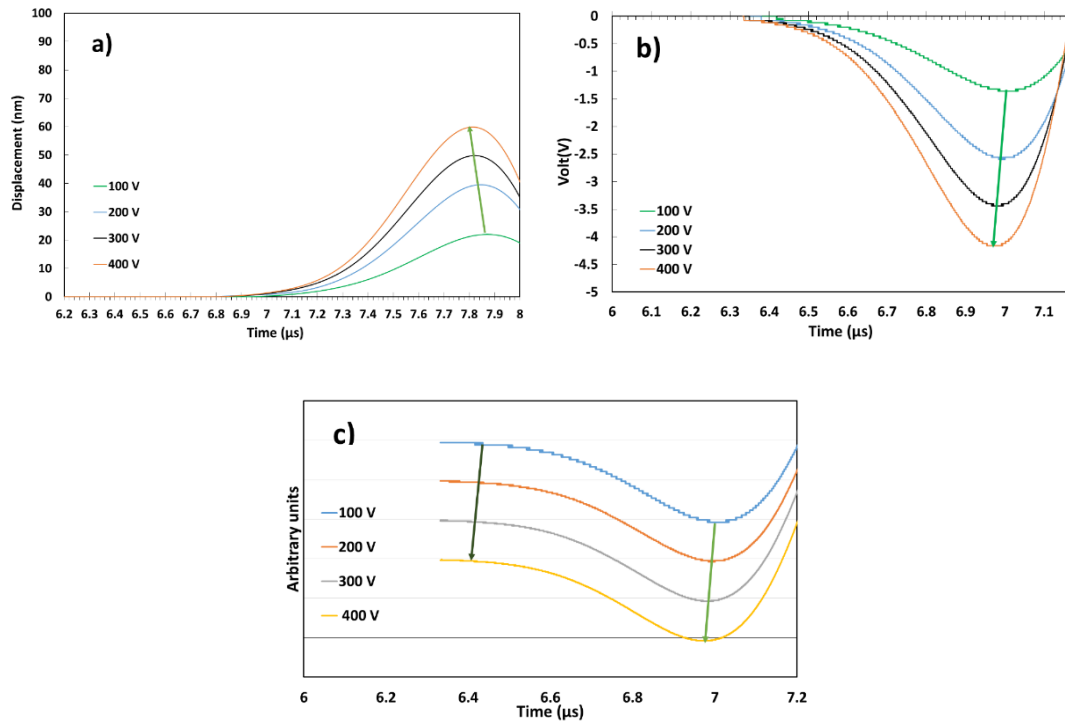 a)
Displacement (nm)
100
90
80
70
60
50
40
30
20
10
0
100 V
200 V
300 V
400 V
6.2 6.3 6.4 6.5 6.6 6.7 6.8 6.9 7 7.1 7.2 7.3 7.4 7.5 7.6 7.7 7.8 7.9 8
Time (µs)
b)
Volt(V)
0
-0.5
-1
-1.5
-2
-2.5
-3
-3.5
-4
-4.5
-5
100 V
200 V
300 V
400 V
6 6.1 6.2 6.3 6.4 6.5 6.6 6.7 6.8 6.9 7 7.1
Time (µs)
c)
Arbitrary units
100 V
200 V
300 V
400 V
6 6.2 6.4 6.6 6.8 7 7.2
Time (µs)